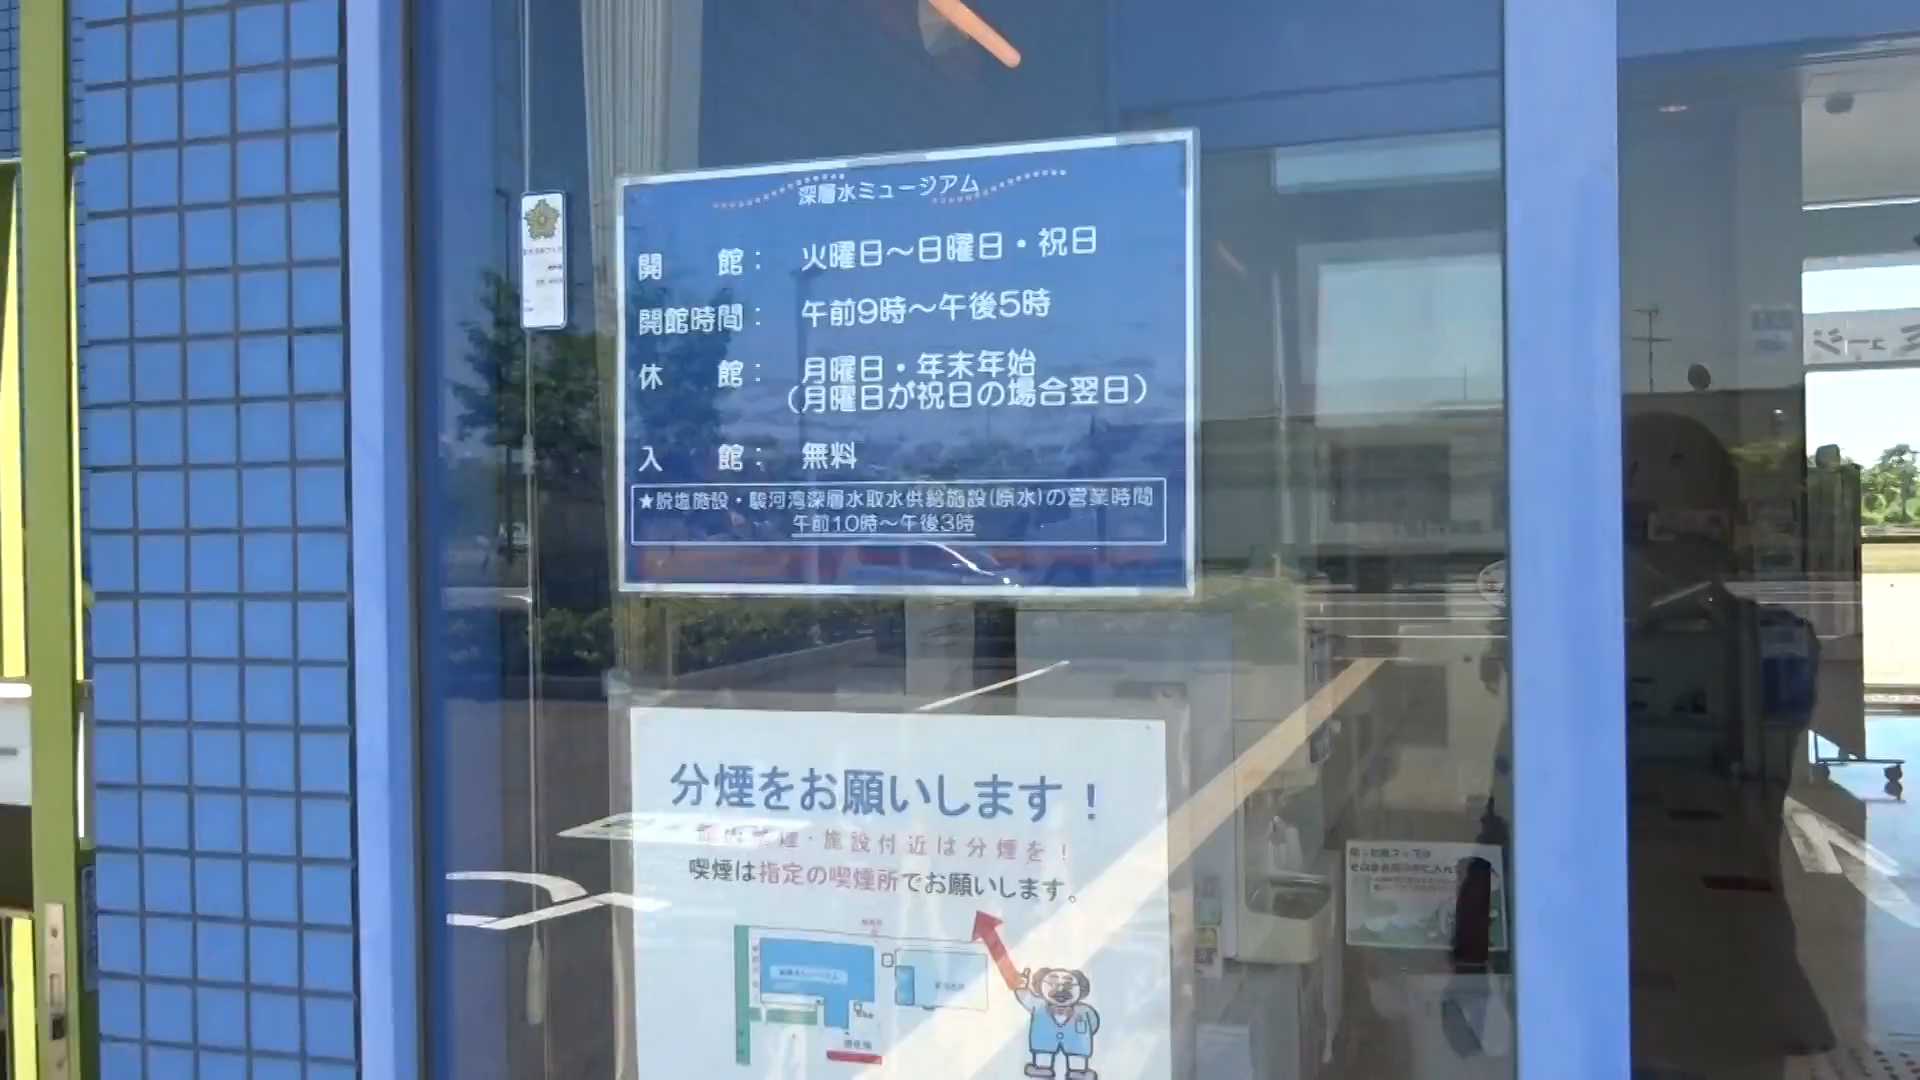 深層水ミュージアム
開　　館： 火曜日～日曜日・祝日
開館時間： 午前9時～午後5時
休　　館： 月曜日・年末年始
（月曜日が祝日の場合翌日）
入　　館： 無料
★脱塩施設・駿河湾深層水取水供給施設(原水)の営業時間
午前10時～午後3時
分煙をお願いします！
・施設付近は分煙を！
喫煙は指定の喫煙所でお願いします。